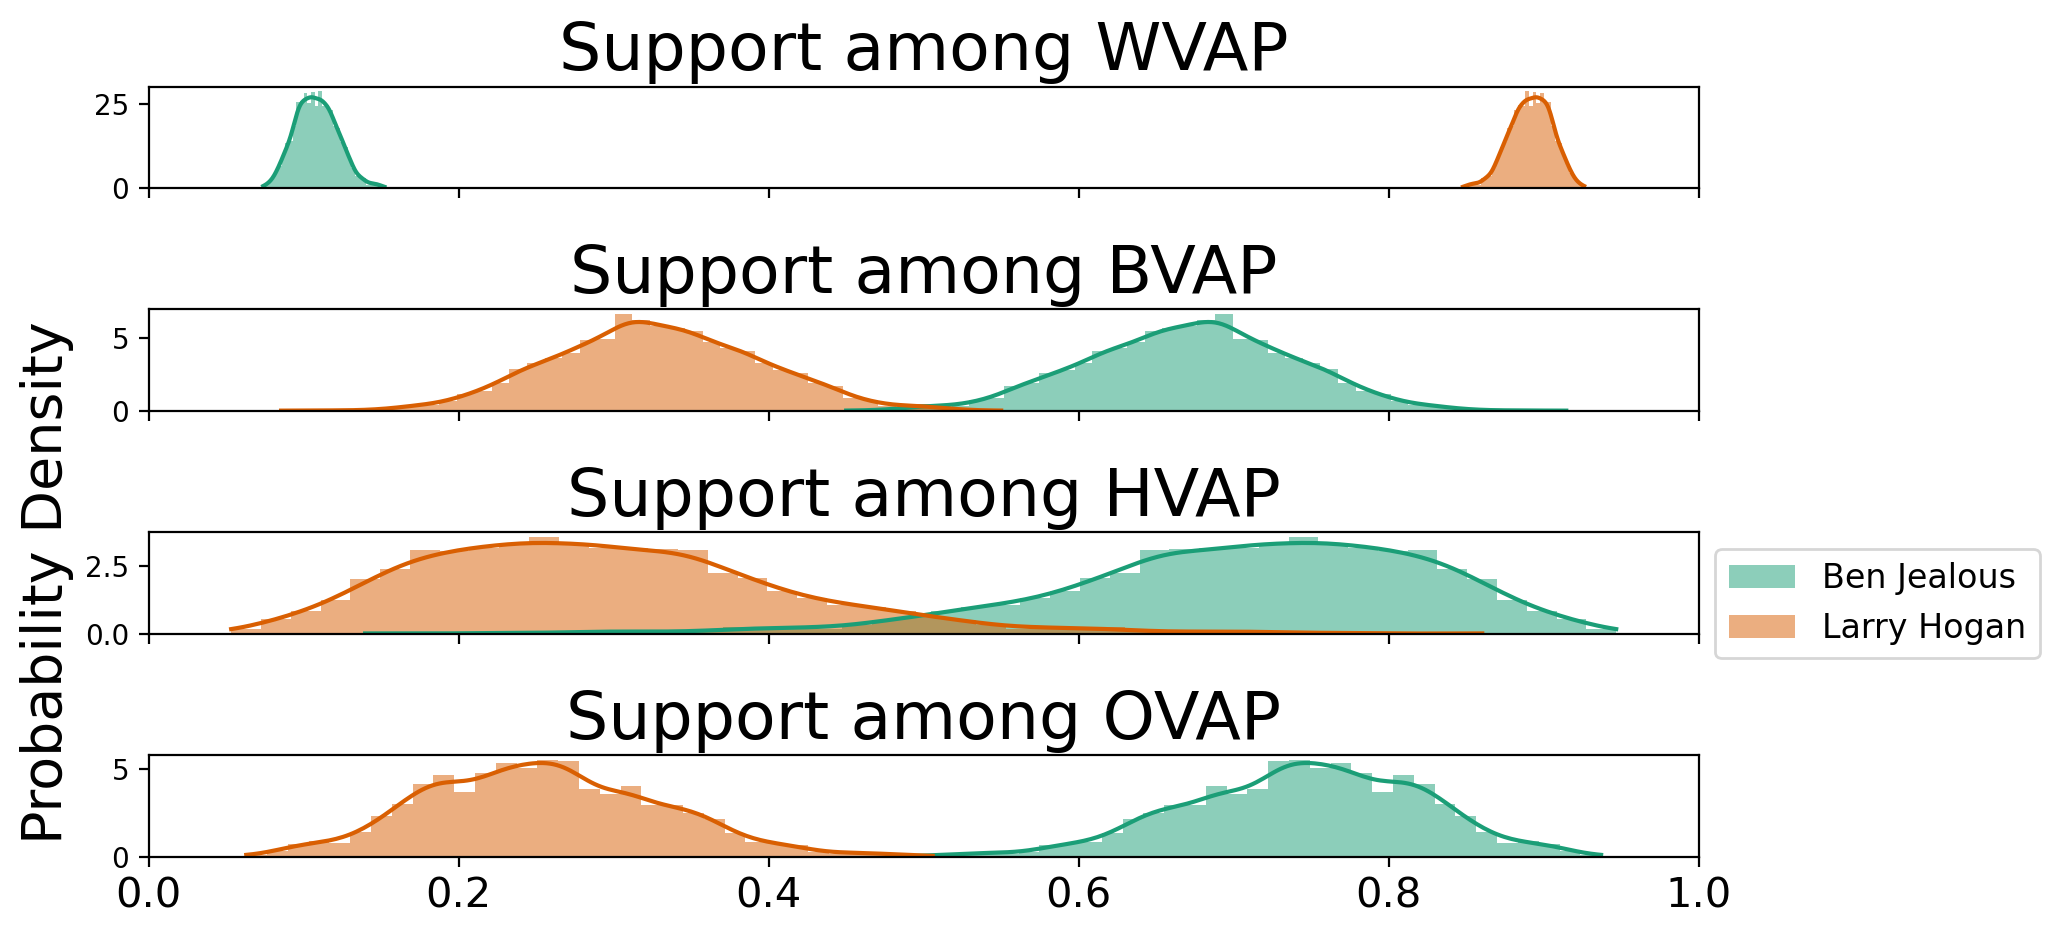 Support among WVAP
25
0
Support among BVAP
5
0
Support among HVAP
2.5
0.0
Support among OVAP
5
0
0.0 0.2 0.4 0.6 0.8 1.0
Probability Density
Ben Jealous
Larry Hogan